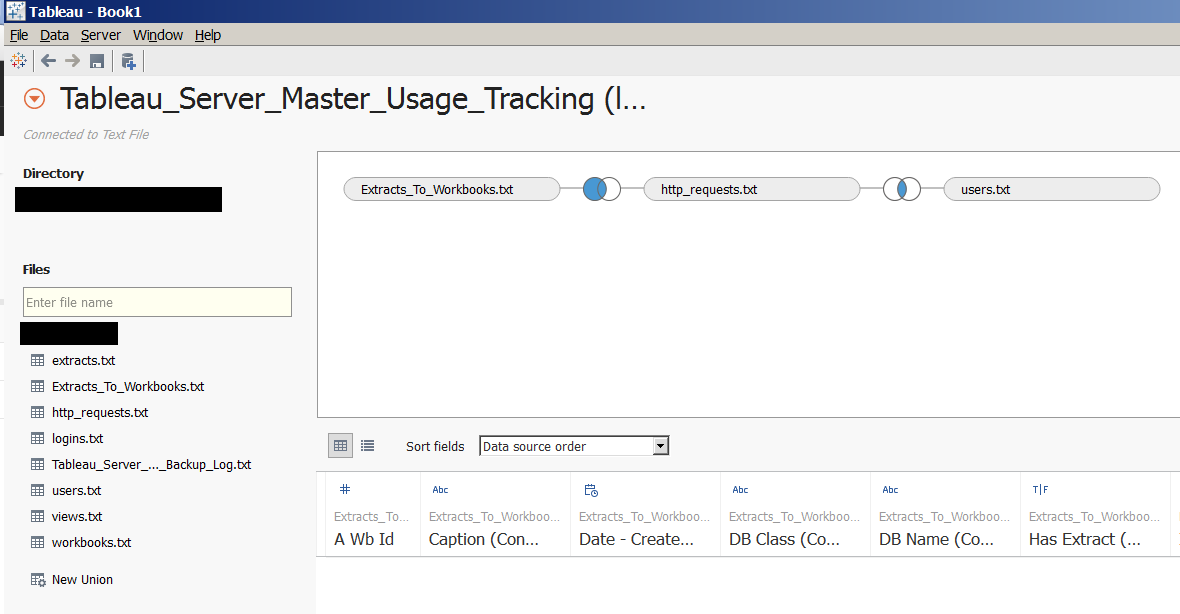 Tableau - Book1
File Data Server Window Help
Tableau_Server_Master_Usage_Tracking (l...
Connected to Text File
Directory
Extracts_To_Workbooks.txt http_requests.txt users.txt
Files
Enter file name
extracts.txt
Extracts_To_Workbooks.txt
http_requests.txt
logins.txt
Tableau_Server_..._Backup_Log.txt
users.txt
views.txt
workbooks.txt
New Union
Sort fields Data source order
# Abc Abc Abc T|F
Extracts_To... Extracts_To_Workboo... Extracts_To_Workboo... Extracts_To_Workboo... Extracts_To_Workboo... Extracts_To_Workboo...
A Wb Id Caption (Con... Date - Create... DB Class (Co... DB Name (Co... Has Extract (...